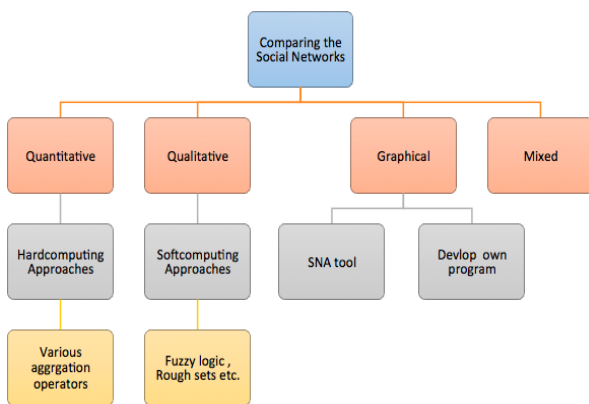 Comparing the
Social Networks
Quantitative
Qualitative
Graphical
Mixed
Hardcomputing
Approaches
Softcomputing
Approaches
SNA tool
Devlop own
program
Various
aggrgation
operators
Fuzzy logic ,
Rough sets etc.